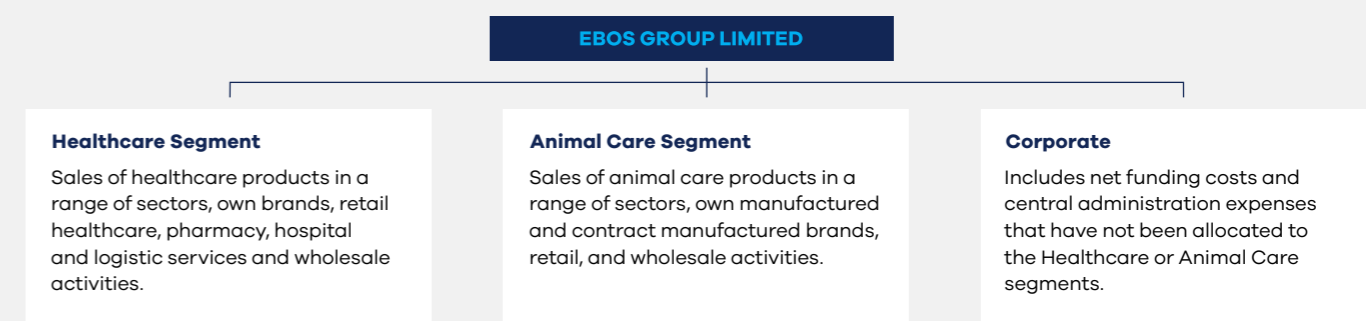 EBOS GROUP LIMITED
Healthcare Segment
Sales of healthcare products in a
range of sectors, own brands, retail
healthcare, pharmacy, hospital
and logistic services and wholesale
activities.
Animal Care Segment
Sales of animal care products in a
range of sectors, own manufactured
and contract manufactured brands,
retail, and wholesale activities.
Corporate
Includes net funding costs and
central administration expenses
that have not been allocated to
the Healthcare or Animal Care
segments.